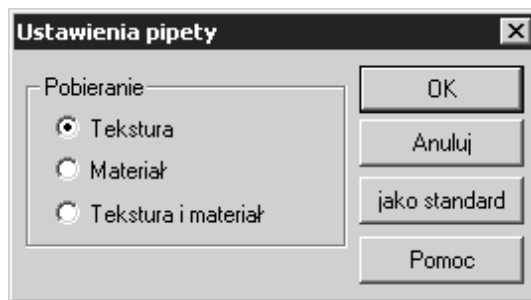 Ustawienia pipety
Pobieranie
Tekstura
Materiał
Tekstura i materiał
OK
Anuluj
jako standard
Pomoc